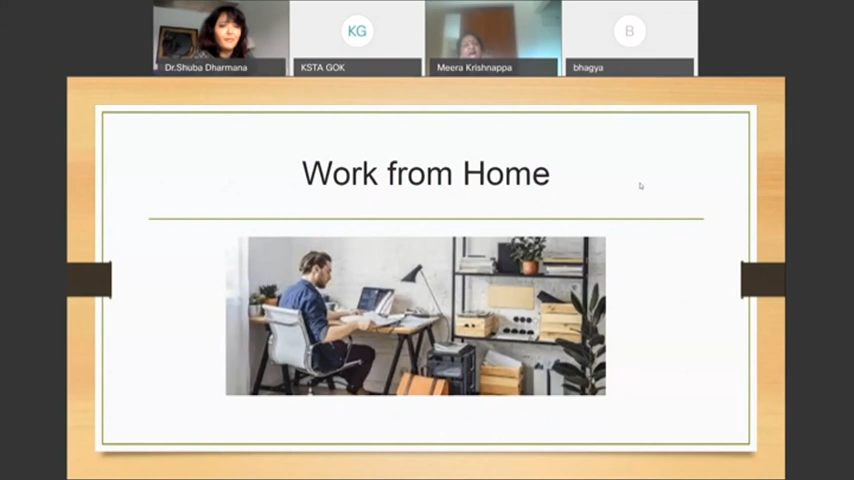 KG
B
Dr.Shuba Dharmana
KSTA GOK
Meera Krishnappa
bhagya
Work from Home